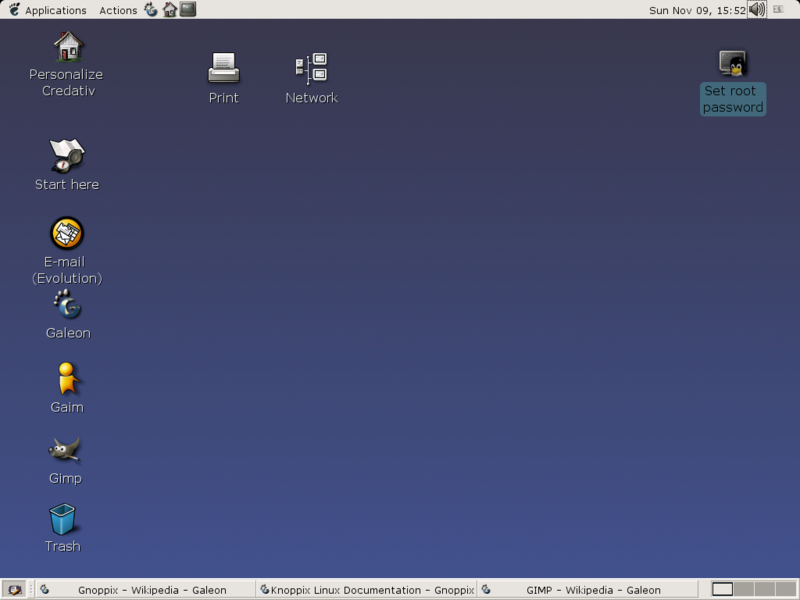 Applications Actions Sun Nov 09, 15:52
Personalize
Credativ
Print
Network
Set root
password
Start here
E-mail
(Evolution)
Galeon
Gaim
Gimp
Trash
Gnoppix - Wikipedia - Galeon Knoppix Linux Documentation - Gnoppix GIMP - Wikipedia - Galeon